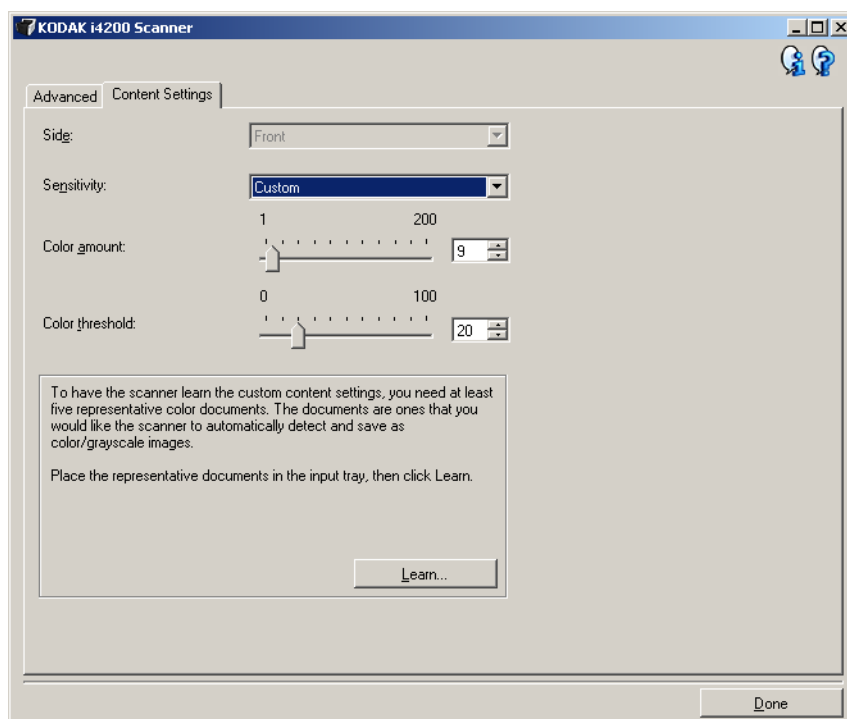 KODAK i4200 Scanner
Advanced
Content Settings
Side:
Front
Sensitivity:
Custom
1 200
Color amount:
9
0 100
Color threshold:
20
To have the scanner learn the custom content settings, you need at least
five representative color documents. The documents are ones that you
would like the scanner to automatically detect and save as
color/grayscale images.
Place the representative documents in the input tray, then click Learn.
Learn...
Done